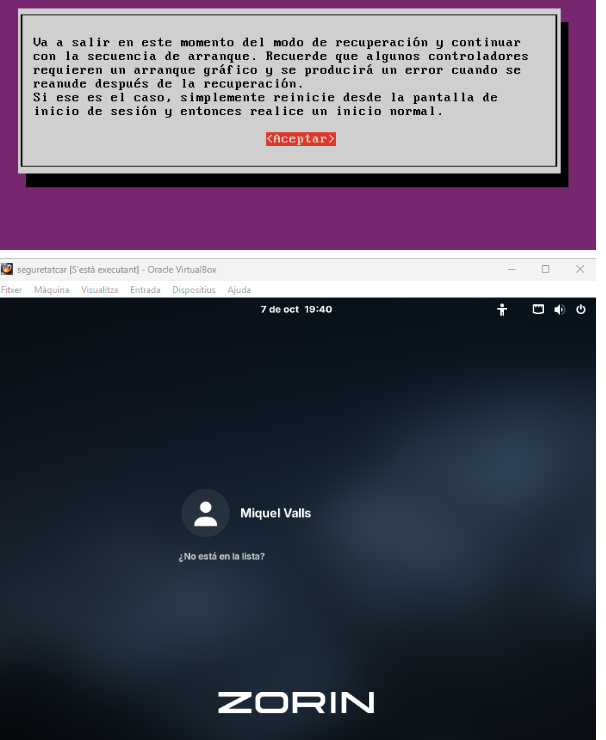 Va a salir en este momento del modo de recuperación y continuar
con la secuencia de arranque. Recuerde que algunos controladores
requieren un arranque gráfico y se producirá un error cuando se
reanude después de la recuperación.
Si ese es el caso, simplemente reinicie desde la pantalla de
inicio de sesión y entonces realice un inicio normal.
<Aceptar>
seguretatcar [S'està executant] - Oracle VirtualBox
Fitxer Màquina Visualitza Entrada Dispositius Ajuda
7 de oct 19:40
Miquel Valls
¿No está en la lista?
ZORIN